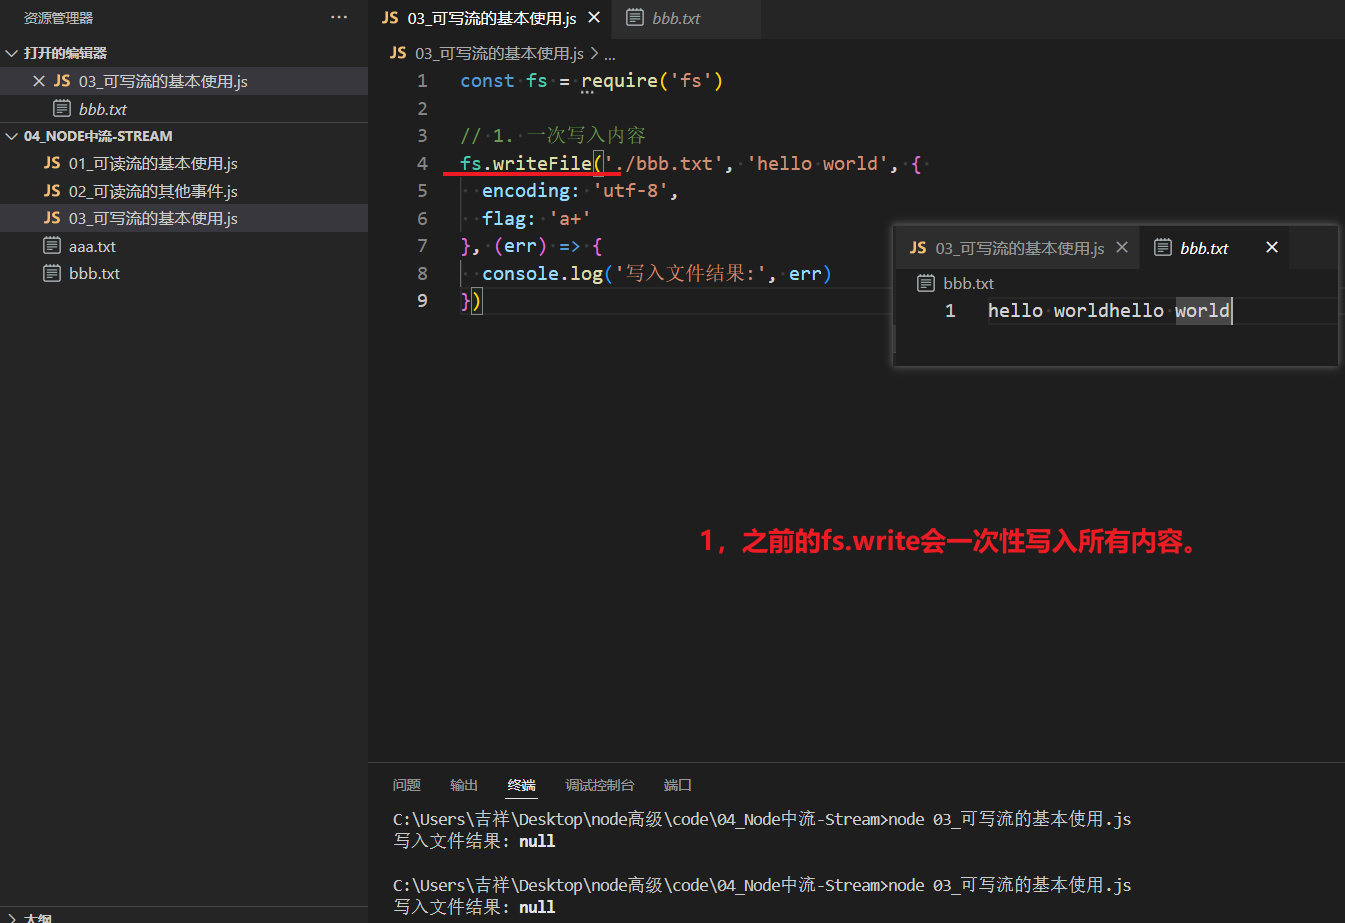 资源管理器
打开的编辑器
JS 03_可写流的基本使用.js
bbb.txt
04_NODE中流-STREAM
JS 01_可读流的基本使用.js
JS 02_可读流的其他事件.js
JS 03_可写流的基本使用.js
aaa.txt
bbb.txt
大纲
JS 03_可写流的基本使用.js bbb.txt
JS 03_可写流的基本使用.js > ...
1 const fs = require('fs')
2
3 // 1. 一次写入内容
4 fs.writeFile('./bbb.txt', 'hello world', {
5 encoding: 'utf-8',
6 flag: 'a+'
7 }, (err) => {
8 console.log('写入文件结果:', err)
9 })
JS 03_可写流的基本使用.js bbb.txt
bbb.txt
1 hello worldhello world
1，之前的fs.write会一次性写入所有内容。
问题 输出 终端 调试控制台 端口
C:\Users\吉祥\Desktop\node高级\code\04_Node中流-Stream>node 03_可写流的基本使用.js
写入文件结果: null
C:\Users\吉祥\Desktop\node高级\code\04_Node中流-Stream>node 03_可写流的基本使用.js
写入文件结果: null